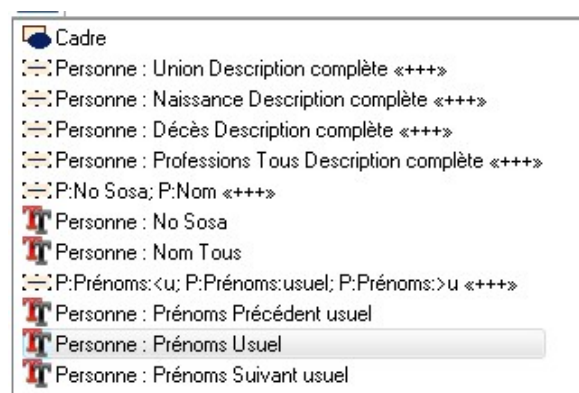 Cadre
Personne : Union Description complète «+++»
Personne : Naissance Description complète «+++»
Personne : Décès Description complète «+++»
Personne : Professions Tous Description complète «+++»
P:No Sosa; P:Nom «+++»
Personne : No Sosa
Personne : Nom Tous
P:Prénoms:<u; P:Prénoms:usuel; P:Prénoms:>u «+++»
Personne : Prénoms Précédent usuel
Personne : Prénoms Usuel
Personne : Prénoms Suivant usuel